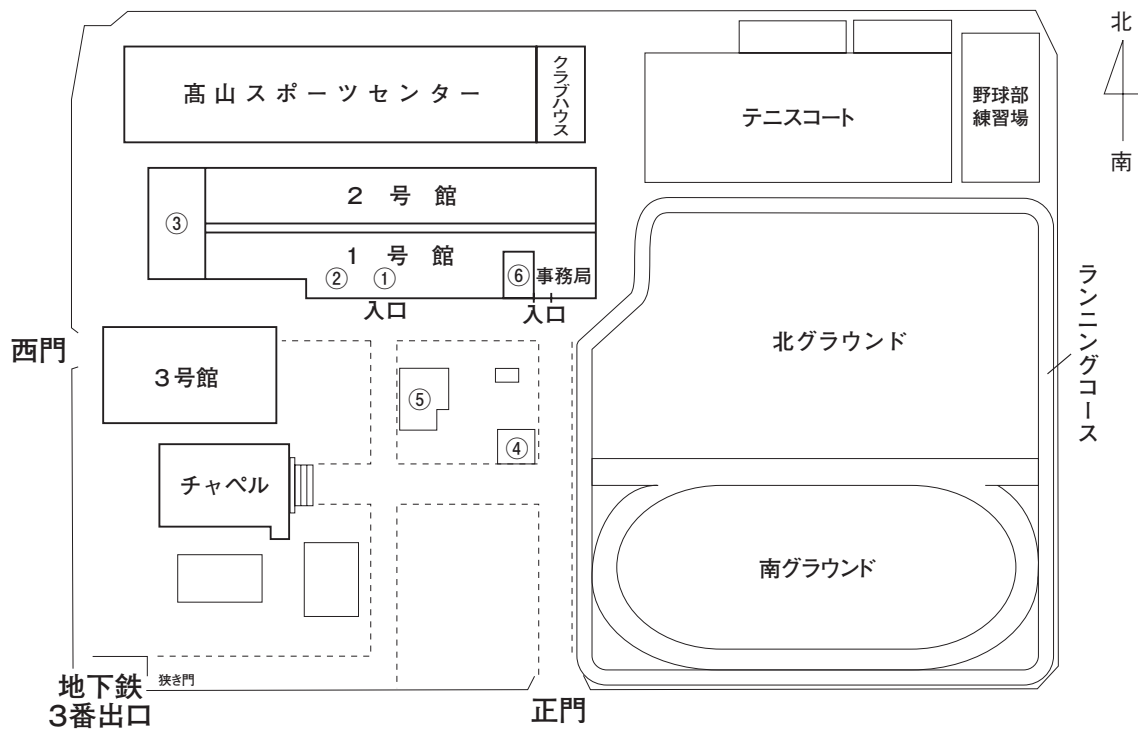 北
南
髙山スポーツセンター
クラブハウス
テニスコート
野球部
練習場
2号館
③
1号館
②
①
⑥
事務局
入口
入口
西門
3号館
⑤
④
チャペル
北グラウンド
ランニングコース
南グラウンド
地下鉄
3番出口
狭き門
正門